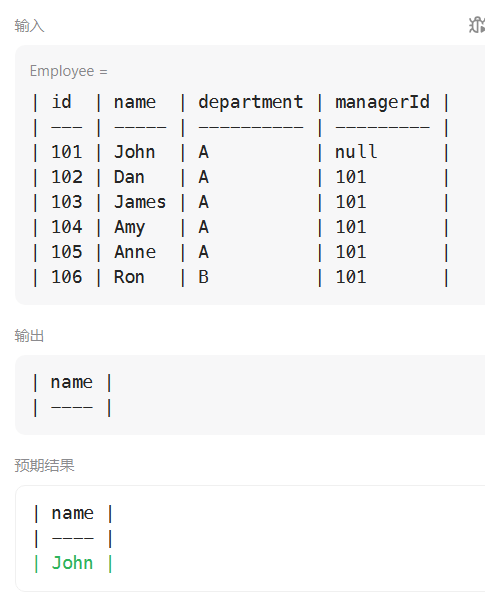 输入
Employee =
| id  | name  | department | managerId |
| --- | ----- | ---------- | --------- |
| 101 | John  | A          | null      |
| 102 | Dan   | A          | 101       |
| 103 | James | A          | 101       |
| 104 | Amy   | A          | 101       |
| 105 | Anne  | A          | 101       |
| 106 | Ron   | B          | 101       |
输出
| name |
| ---- |
预期结果
| name |
| ---- |
| John |